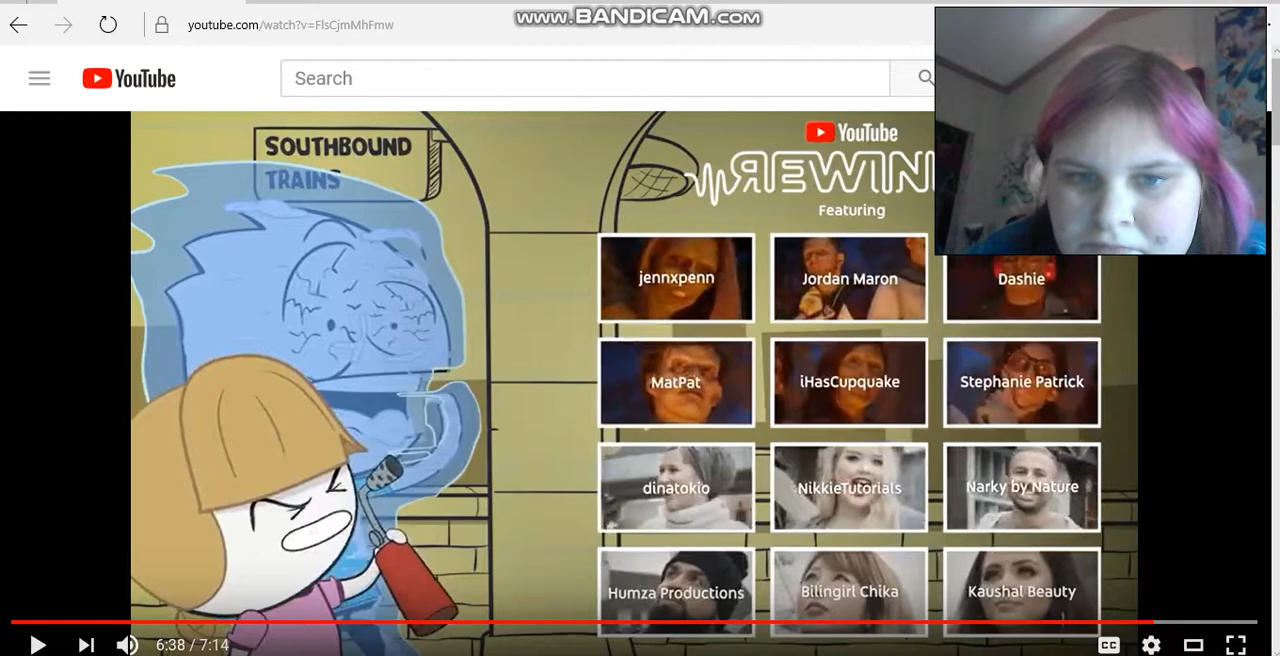 www.BANDICAM.com
youtube.com/watch?v=FlsCjmMhFmw
YouTube
Search
SOUTHBOUND
TRAINS
YouTube
REWIN
Featuring
jennxpenn
Jordan Maron
Dashie
MatPat
iHasCupquake
Stephanie Patrick
dinatokio
NikkieTutorials
Narky by Nature
Humza Productions
Bilingirl Chika
Kaushal Beauty
6:38 / 7:14
CC